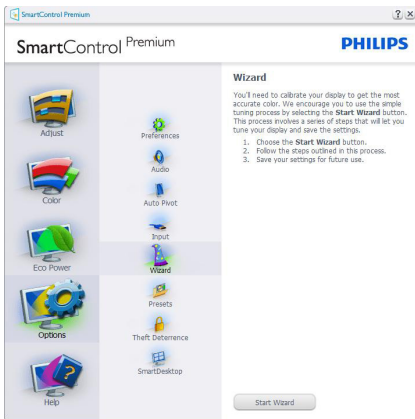 SmartControl Premium
? X
SmartControl Premium
PHILIPS
Adjust
Color
Eco Power
Options
Help
Preferences
Audio
Auto Pivot
Input
Wizard
Presets
Theft Deterrence
SmartDesktop
Wizard
You'll need to calibrate your display to get the most
accurate color. We encourage you to use the simple
tuning process by selecting the Start Wizard button.
This process involves a series of steps that will let you
tune your display and save the settings.
1. Choose the Start Wizard button.
2. Follow the steps outlined in this process.
3. Save your settings for future use.
Start Wizard